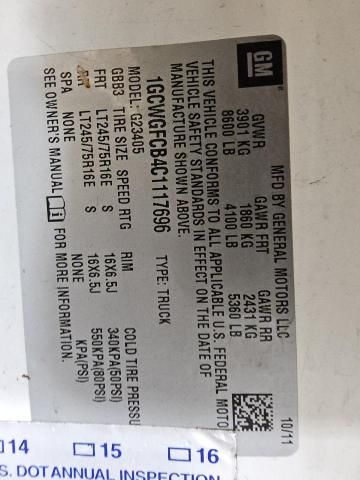 GM
MFD BY GENERAL MOTORS LLC 10/11
GVWR GAWR FRT GAWR RR
3901 KG 1860 KG 2431 KG
8600 LB 4100 LB 5360 LB
THIS VEHICLE CONFORMS TO ALL APPLICABLE U.S. FEDERAL MOTO
VEHICLE SAFETY STANDARDS IN EFFECT ON THE DATE OF
MANUFACTURE SHOWN ABOVE.
1GCWGFCB4C1117696 TYPE: TRUCK
MODEL: G23405
GBB3 TIRE SIZE SPEED RTG RIM COLD TIRE PRESSU
FRT LT245/75R16E S 16X6.5J 340KPA(50PSI)
RR LT245/75R16E S 16X6.5J 550KPA(80PSI)
SPA NONE NONE KPA(PSI)
SEE OWNER'S MANUAL FOR MORE INFORMATION.
14 15 16
S. DOT ANNUAL INSPECTION